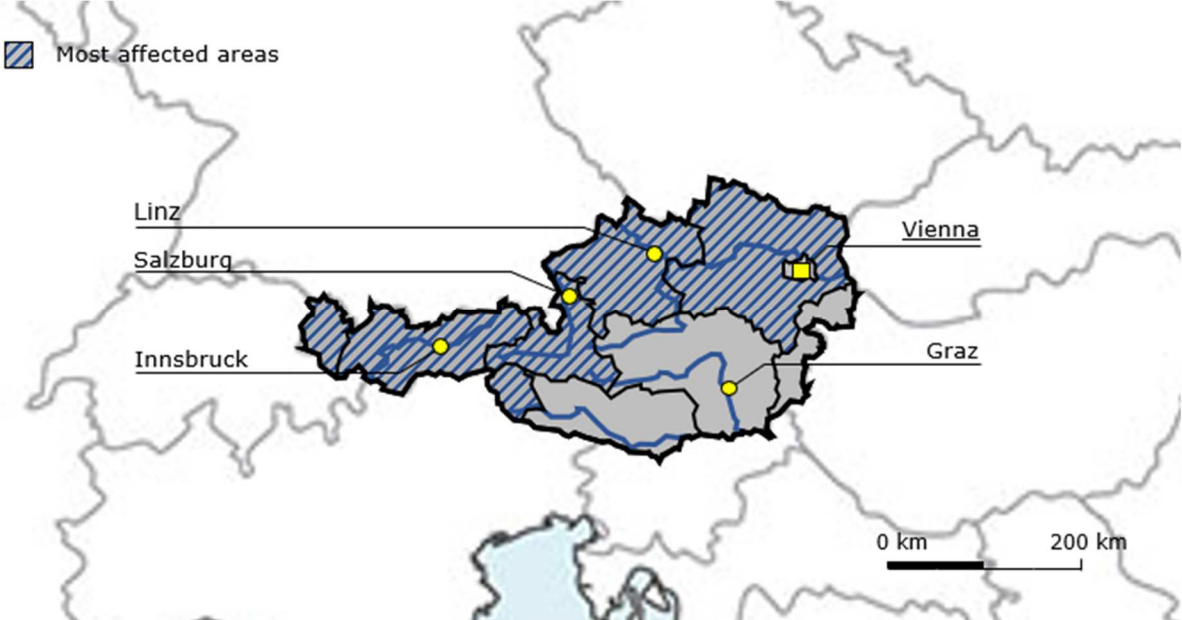 Most affected areas
Linz
Vienna
Salzburg
Innsbruck
Graz
0 km
200 km